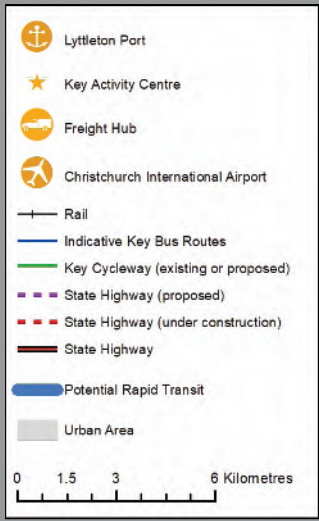 Lyttleton Port
Key Activity Centre
Freight Hub
Christchurch International Airport
Rail
Indicative Key Bus Routes
Key Cycleway (existing or proposed)
State Highway (proposed)
State Highway (under construction)
State Highway
Potential Rapid Transit
Urban Area
0 1.5 3 6 Kilometres